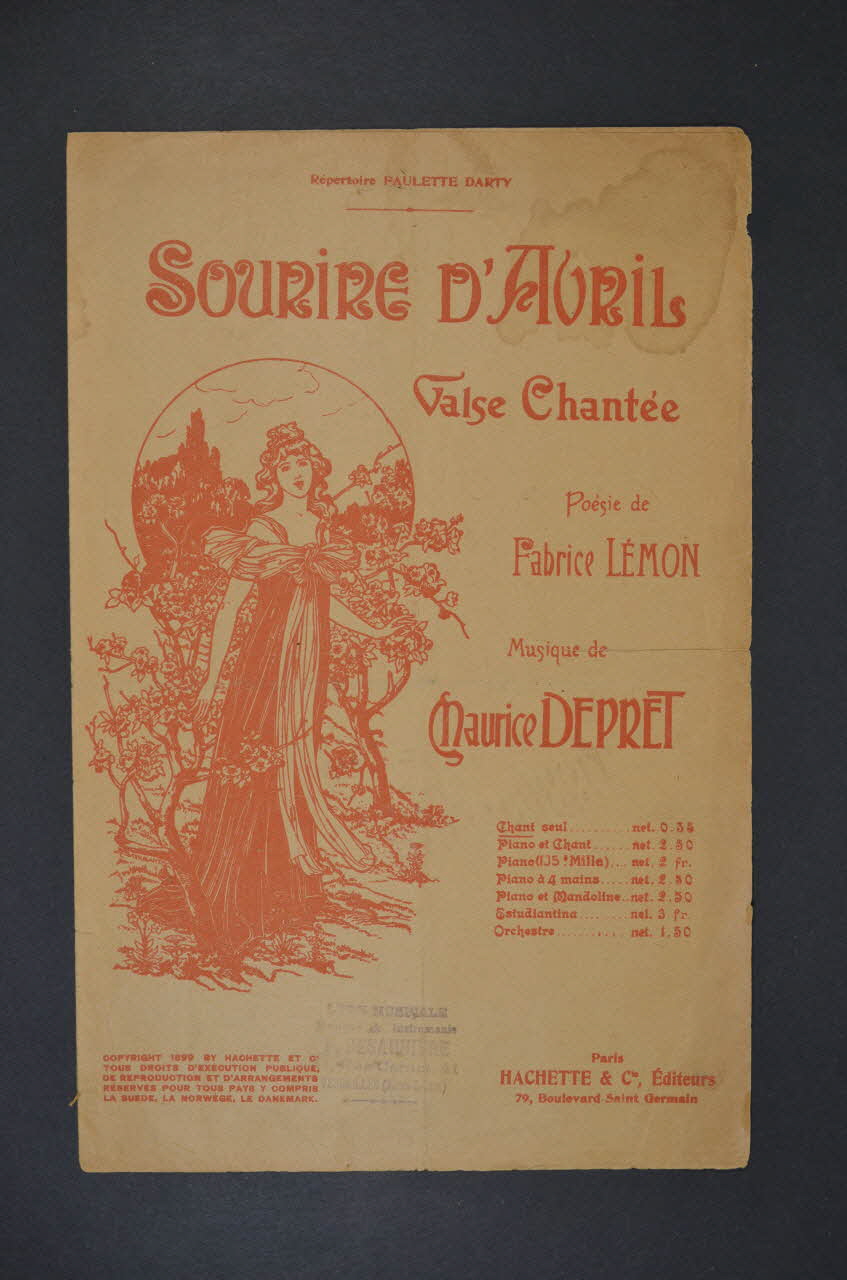 Répertoire PAULETTE DARTY
SOURIRE D'AVRIL
Valse Chantée
Poésie de
Fabrice LÉMON
Musique de
Maurice DEPRET
Chant seul.......... net. 0.35
Piano et Chant...... net. 2.50
Piano (115e Mille)... net. 2 fr.
Piano à 4 mains..... net. 2.50
Piano et Mandoline.. net. 2.50
Estudiantina........ net. 3 fr.
Orchestre........... net. 1.50
MUSICALE
COPYRIGHT 1899 BY HACHETTE ET Cie
TOUS DROITS D'EXÉCUTION PUBLIQUE,
DE REPRODUCTION ET D'ARRANGEMENTS
RÉSERVÉS POUR TOUS PAYS Y COMPRIS
LA SUÈDE, LA NORWÈGE, LE DANEMARK.
Paris
HACHETTE & Cie, Éditeurs
79, Boulevard Saint Germain